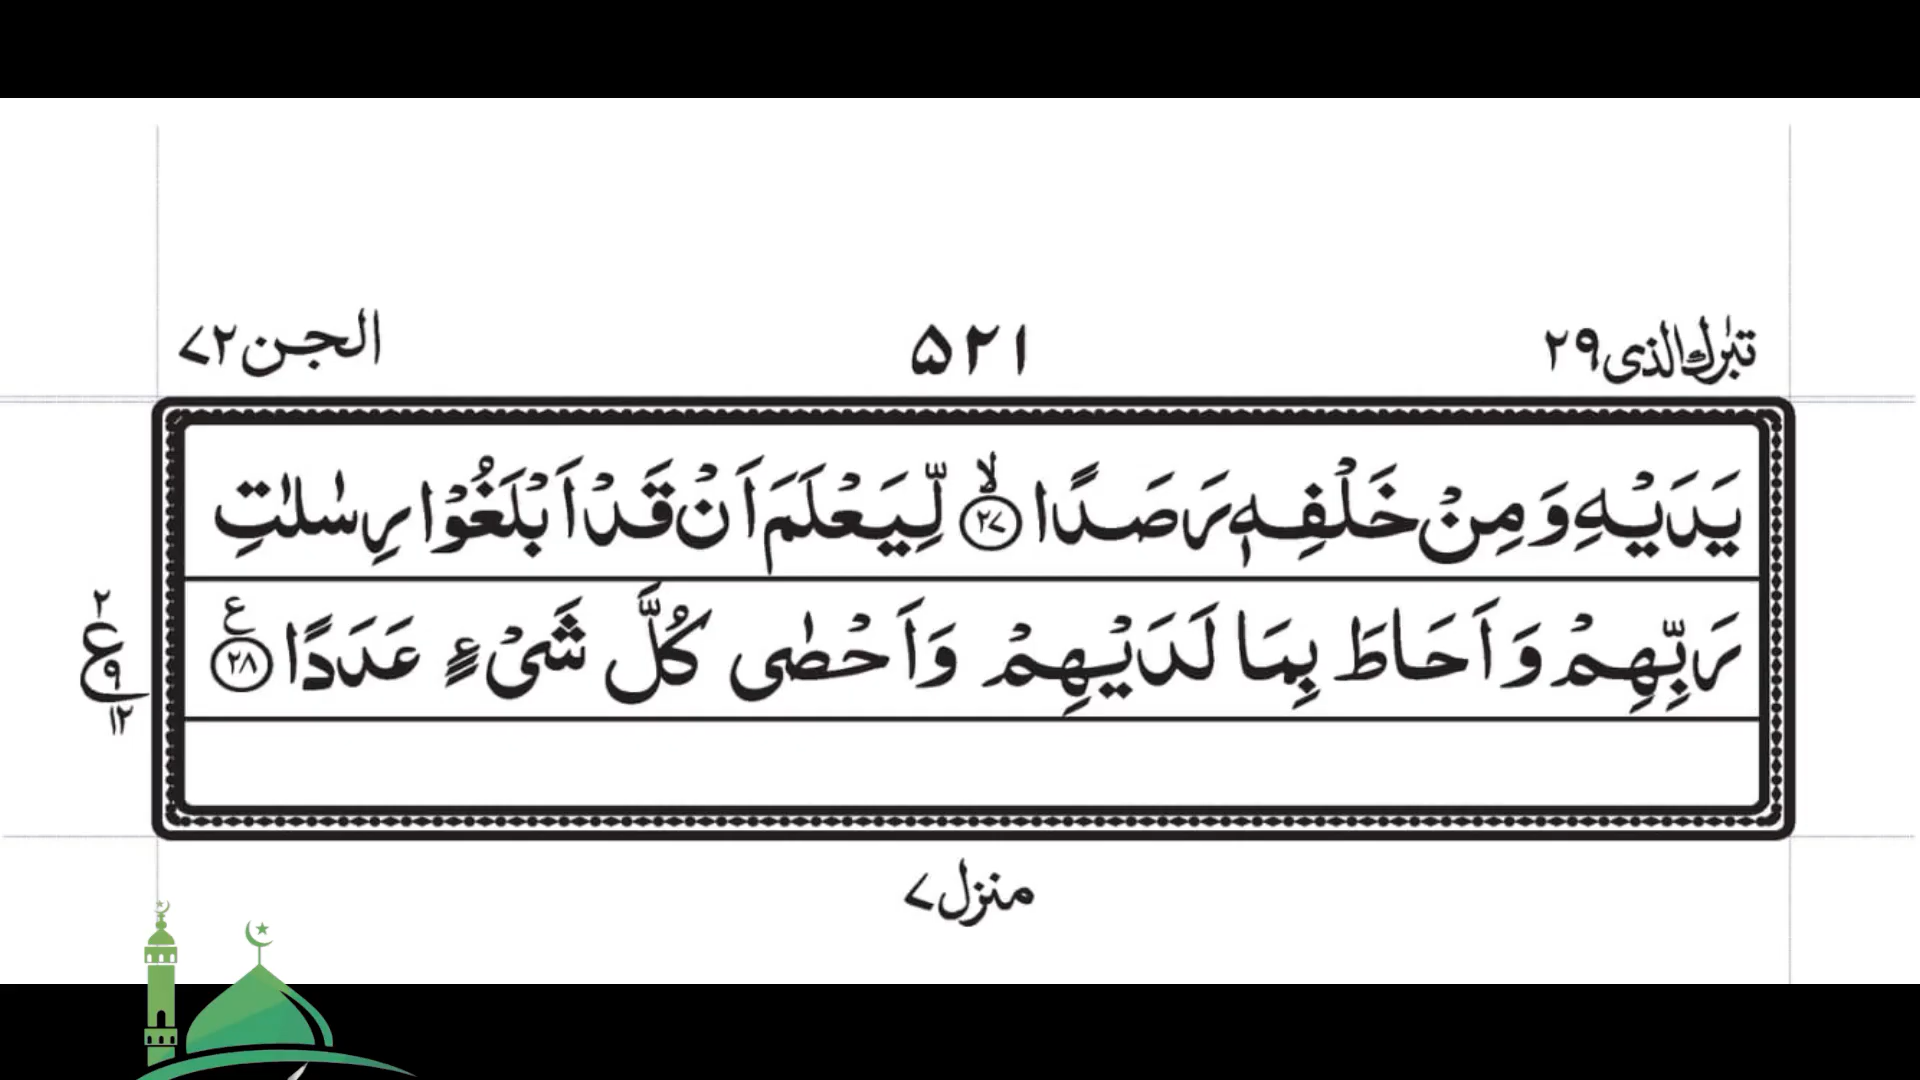 تبٰرك الذی ۲۹
۵۲۱
الجن ۷۲
یَدَیْهِ وَمِنْ خَلْفِهٖ رَصَدًا ۙ‏﴿۲۷﴾ لِّیَعْلَمَ اَنْ قَدْ اَبْلَغُوْا رِسٰلٰتِ
رَبِّهِمْ وَاَحَاطَ بِمَا لَدَیْهِمْ وَاَحْصٰی كُلَّ شَیْءٍ عَدَدًا ﴿۲۸﴾ ع
۲
ع
۹
۱۲
منزل ۷